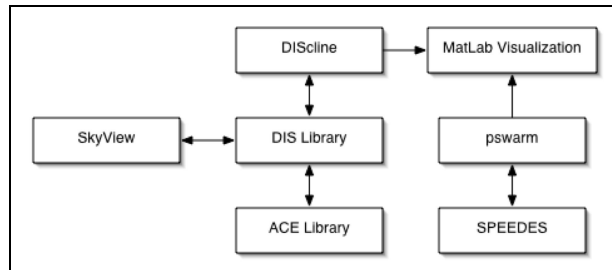 DIScline
MatLab Visualization
SkyView
DIS Library
pswarm
ACE Library
SPEEDES